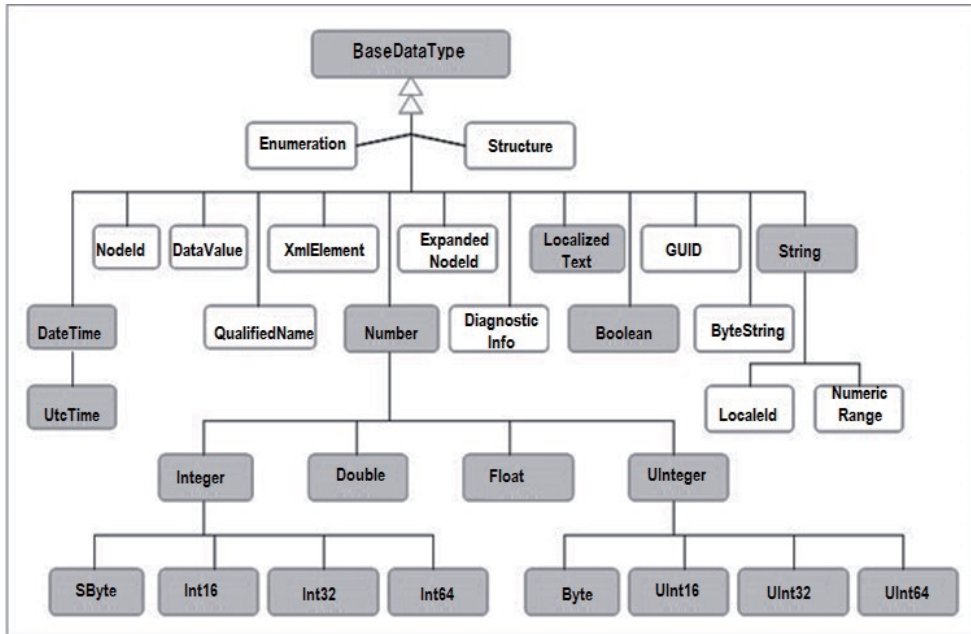 BaseDataType
Enumeration
Structure
NodeId
DataValue
XmlElement
Expanded
NodeId
Localized
Text
GUID
String
DateTime
QualifiedName
Number
Diagnostic
Info
Boolean
ByteString
UtcTime
LocaleId
Numeric
Range
Integer
Double
Float
UInteger
SByte
Int16
Int32
Int64
Byte
UInt16
UInt32
UInt64